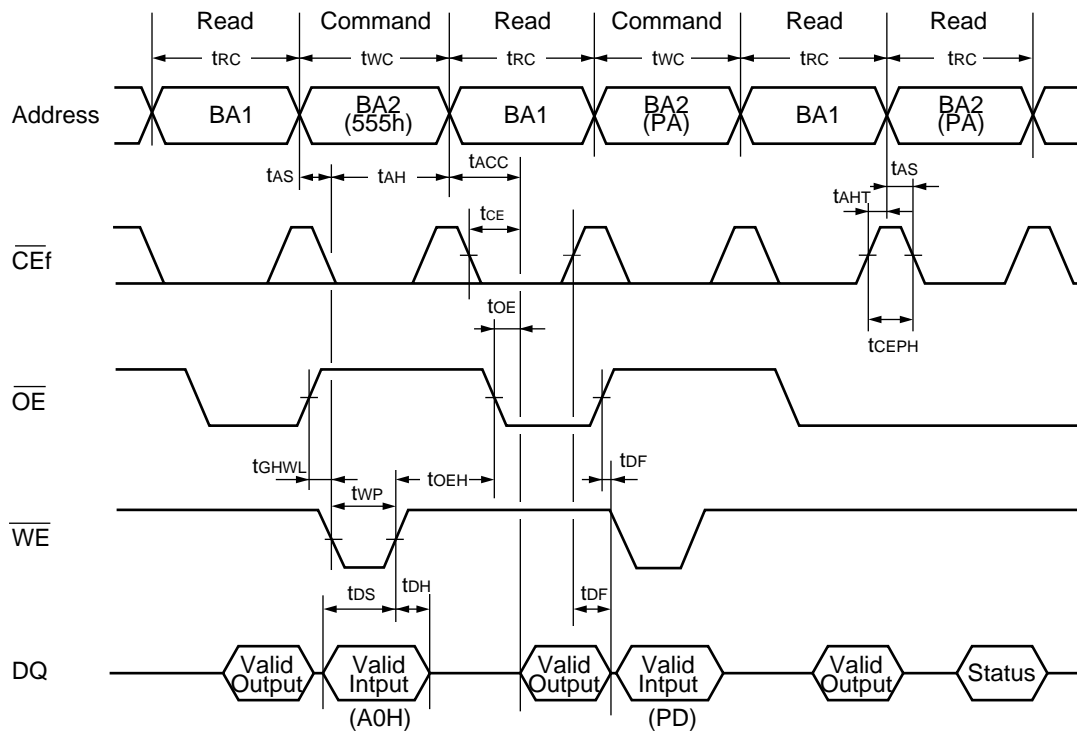 Read Command Read Command Read Read
tRC tWC tRC tWC tRC tRC
Address BA1 BA2 BA1 BA2 BA1 BA2
(555h) (PA) (PA)
tACC tAS
tAS tAH tAHT
tCE
CEf
tOE
tCEPH
OE
tGHWL tOEH tDF
tWP
WE
tDS tDH tDF
DQ Valid Valid Valid Valid Valid Status
Output Intput Output Intput Output
(A0H) (PD)